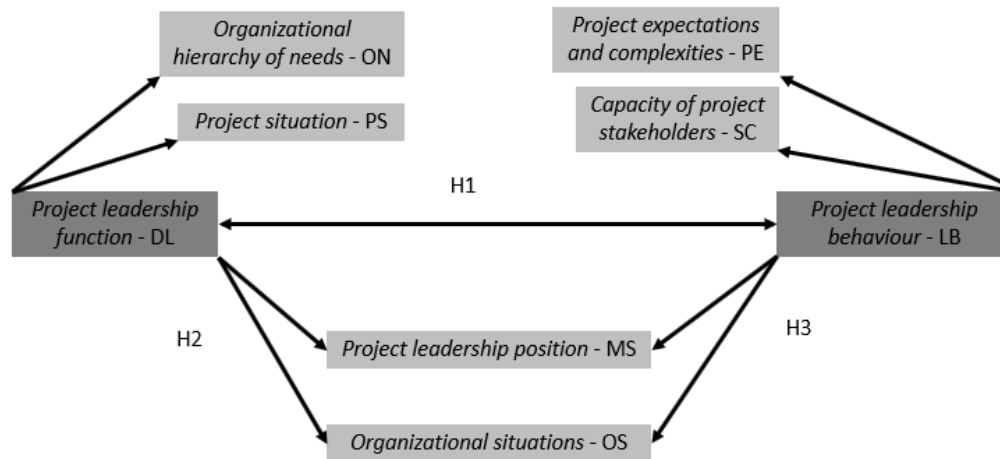 Organizational
hierarchy of needs - ON
Project expectations
and complexities - PE
Project situation - PS
Capacity of project
stakeholders - SC
H1
Project leadership
function - DL
Project leadership
behaviour - LB
H2
H3
Project leadership position - MS
Organizational situations - OS